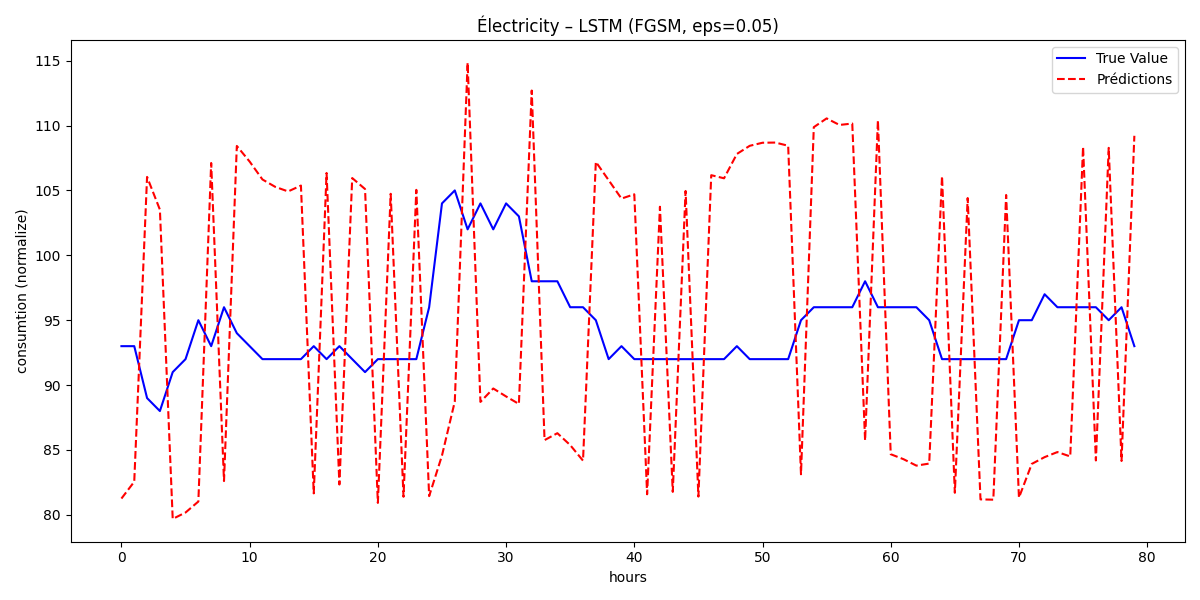 Électricity – LSTM (FGSM, eps=0.05)
True Value
Prédictions
consumtion (normalize)
115
110
105
100
95
90
85
80
0 10 20 30 40 50 60 70 80
hours